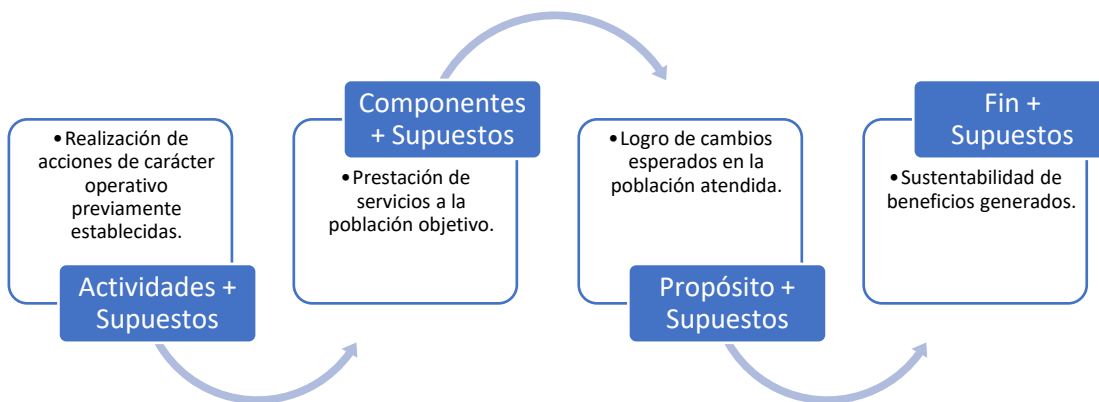 •Realización de
acciones de carácter
operativo
previamente
establecidas.
Actividades +
Supuestos
Componentes
+ Supuestos
•Prestación de
servicios a la
población objetivo.
•Logro de cambios
esperados en la
población atendida.
Propósito +
Supuestos
Fin +
Supuestos
•Sustentabilidad de
beneficios generados.